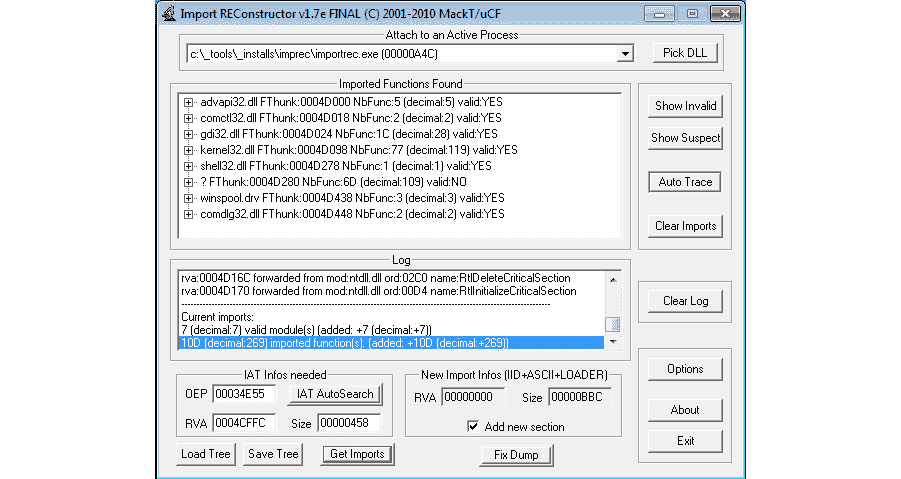 Import REConstructor v1.7e FINAL (C) 2001-2010 MackT/uCF
Attach to an Active Process
c:\_tools\_installs\imprec\importrec.exe (00000A4C)
Pick DLL
Imported Functions Found
advapi32.dll FThunk:0004D000 NbFunc:5 (decimal:5) valid:YES
comctl32.dll FThunk:0004D018 NbFunc:2 (decimal:2) valid:YES
gdi32.dll FThunk:0004D024 NbFunc:1C (decimal:28) valid:YES
kernel32.dll FThunk:0004D098 NbFunc:77 (decimal:119) valid:YES
shell32.dll FThunk:0004D278 NbFunc:1 (decimal:1) valid:YES
? FThunk:0004D280 NbFunc:6D (decimal:109) valid:NO
winspool.drv FThunk:0004D438 NbFunc:3 (decimal:3) valid:YES
comdlg32.dll FThunk:0004D448 NbFunc:2 (decimal:2) valid:YES
Show Invalid
Show Suspect
Auto Trace
Clear Imports
Log
rva:0004D16C forwarded from mod:ntdll.dll ord:02C0 name:RtlDeleteCriticalSection
rva:0004D170 forwarded from mod:ntdll.dll ord:00D4 name:RtlInitializeCriticalSection
Current imports:
7 (decimal:7) valid module(s) (added: +7 (decimal:+7))
10D (decimal:269) imported function(s). (added: +10D (decimal:+269))
Clear Log
IAT Infos needed
OEP 00034E55 IAT AutoSearch
RVA 0004CFFC Size 00000458
New Import Infos (IID+ASCII+LOADER)
RVA 00000000 Size 00000BBC
Add new section
Load Tree Save Tree Get Imports
Fix Dump
Options
About
Exit